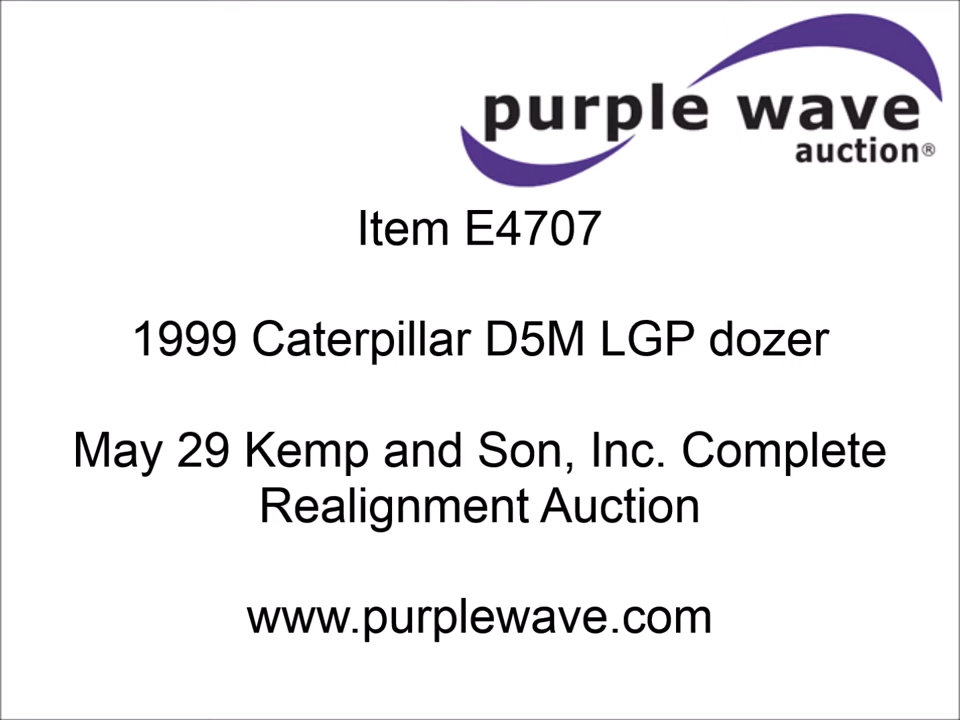 purple wave
auction®
Item E4707
1999 Caterpillar D5M LGP dozer
May 29 Kemp and Son, Inc. Complete
Realignment Auction
www.purplewave.com